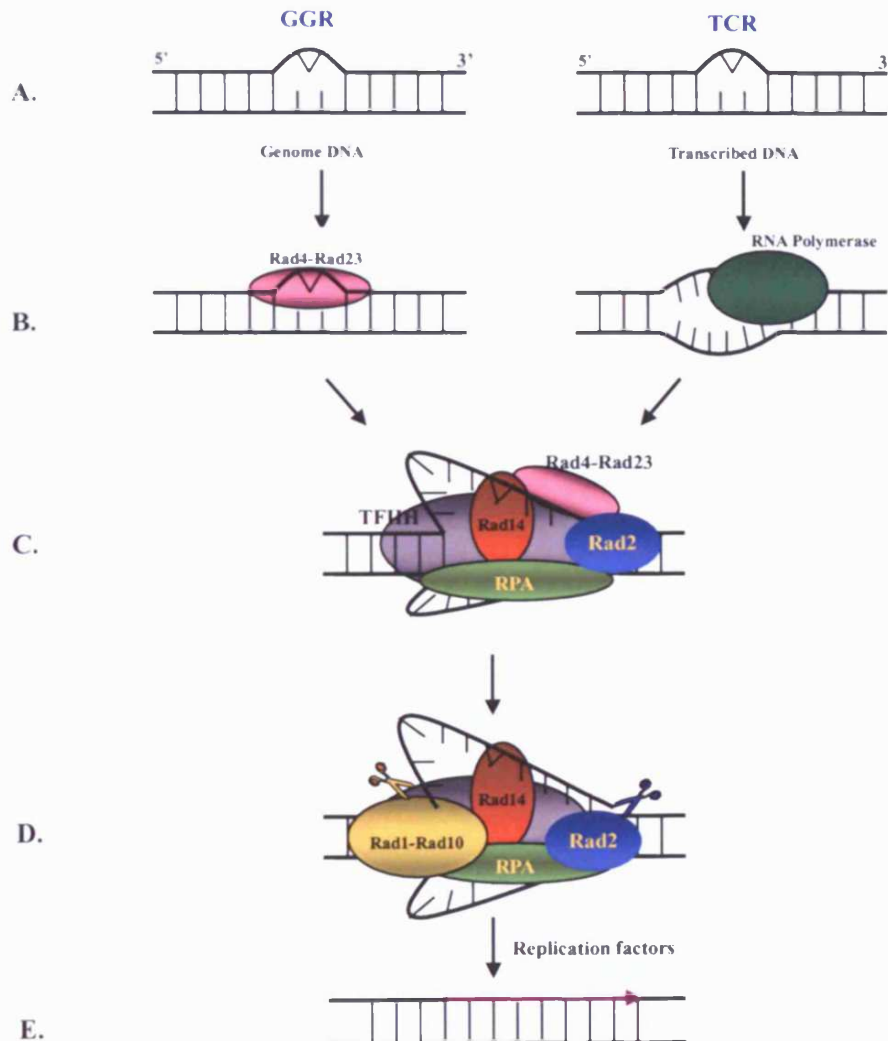 GGR
TCR
5'
3'
5'
3
A.
Genome DNA
Transcribed DNA
RNA Polymerase
Rad4-Rad23
B.
Rad4-Rad23
TFIIH
Rad14
C.
Rad2
RPA
Rad14
D.
Rad1-Rad10
Rad2
RPA
Replication factors
E.